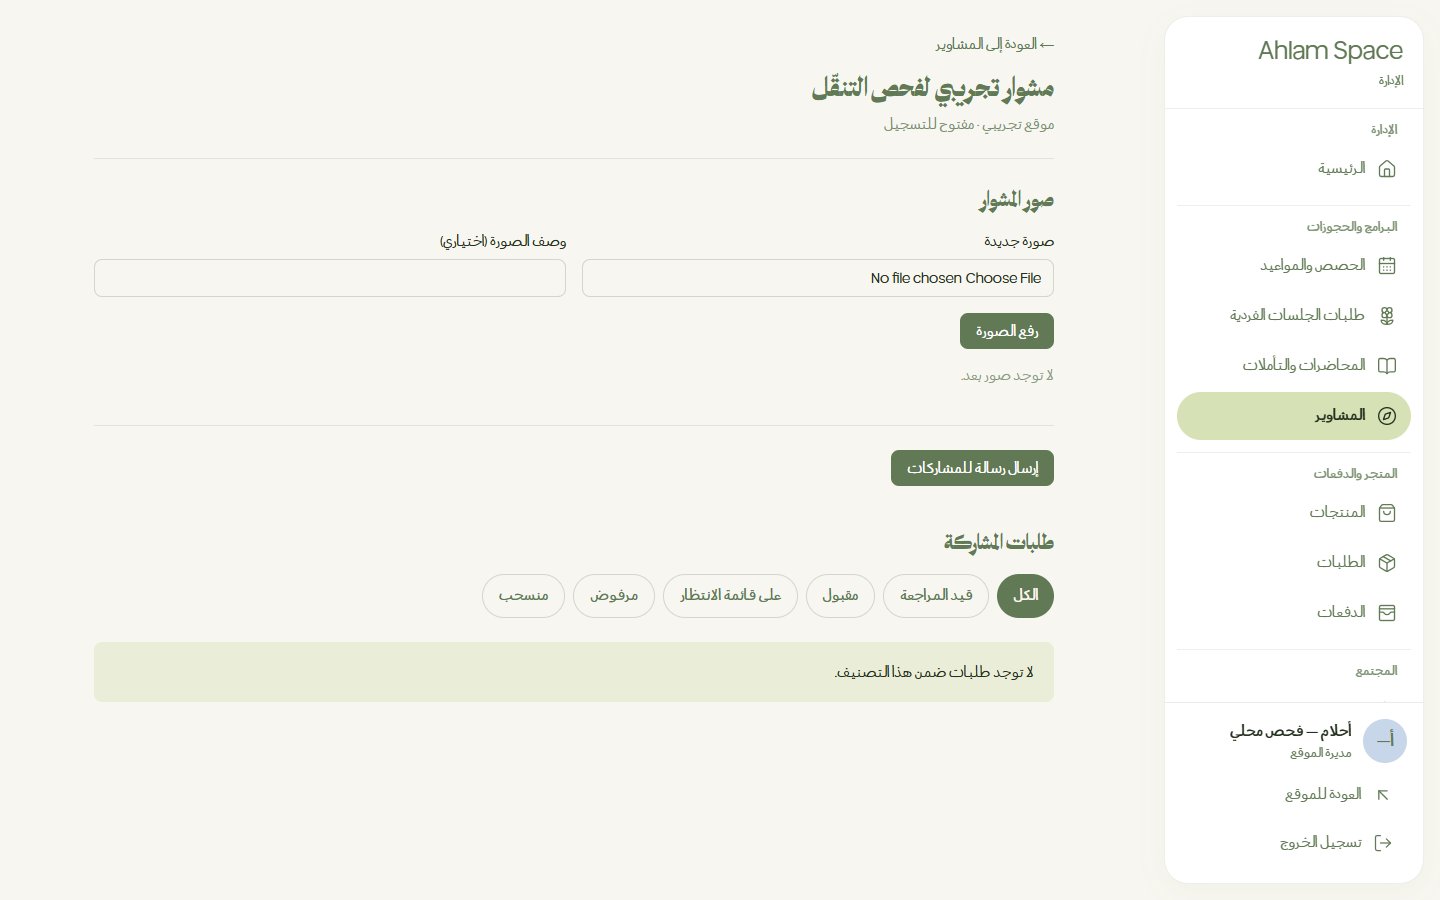 Ahlam Space
الإدارة
الإدارة
الرئيسية
البرامج والحجوزات
الحصص والمواعيد
طلبات الجلسات الفردية
المحاضرات والتأملات
المشاوير
المتجر والدفعات
المنتجات
الطلبات
الدفعات
المجتمع
أ—
أحلام — فحص محلي
مديرة الموقع
العودة للموقع
تسجيل الخروج
← العودة إلى المشاوير
مشوار تجريبي لفحص التنقّل
موقع تجريبي · مفتوح للتسجيل
صور المشوار
صورة جديدة
وصف الصورة (اختياري)
Choose File No file chosen
رفع الصورة
لا توجد صور بعد.
إرسال رسالة للمشاركات
طلبات المشاركة
الكل
قيد المراجعة
مقبول
على قائمة الانتظار
مرفوض
منسحب
لا توجد طلبات ضمن هذا التصنيف.